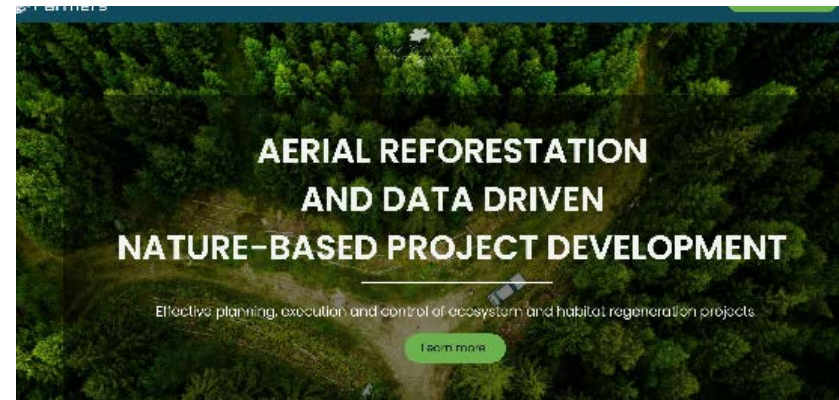 Farmers
AERIAL REFORESTATION
AND DATA DRIVEN
NATURE-BASED PROJECT DEVELOPMENT
Effective planning, execution and control of ecosystem and habitat regeneration projects.
Learn more